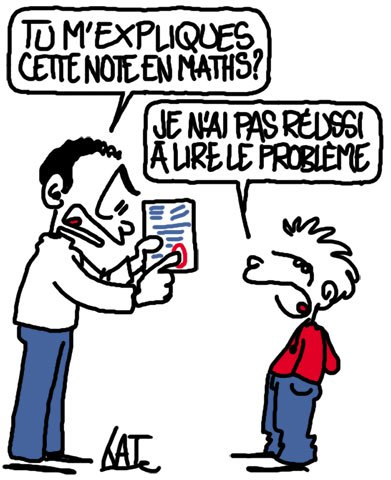 TU M'EXPLIQUES
CETTE NOTE EN MATHS?
JE N'AI PAS RÉUSSI
À LIRE LE PROBLÈME